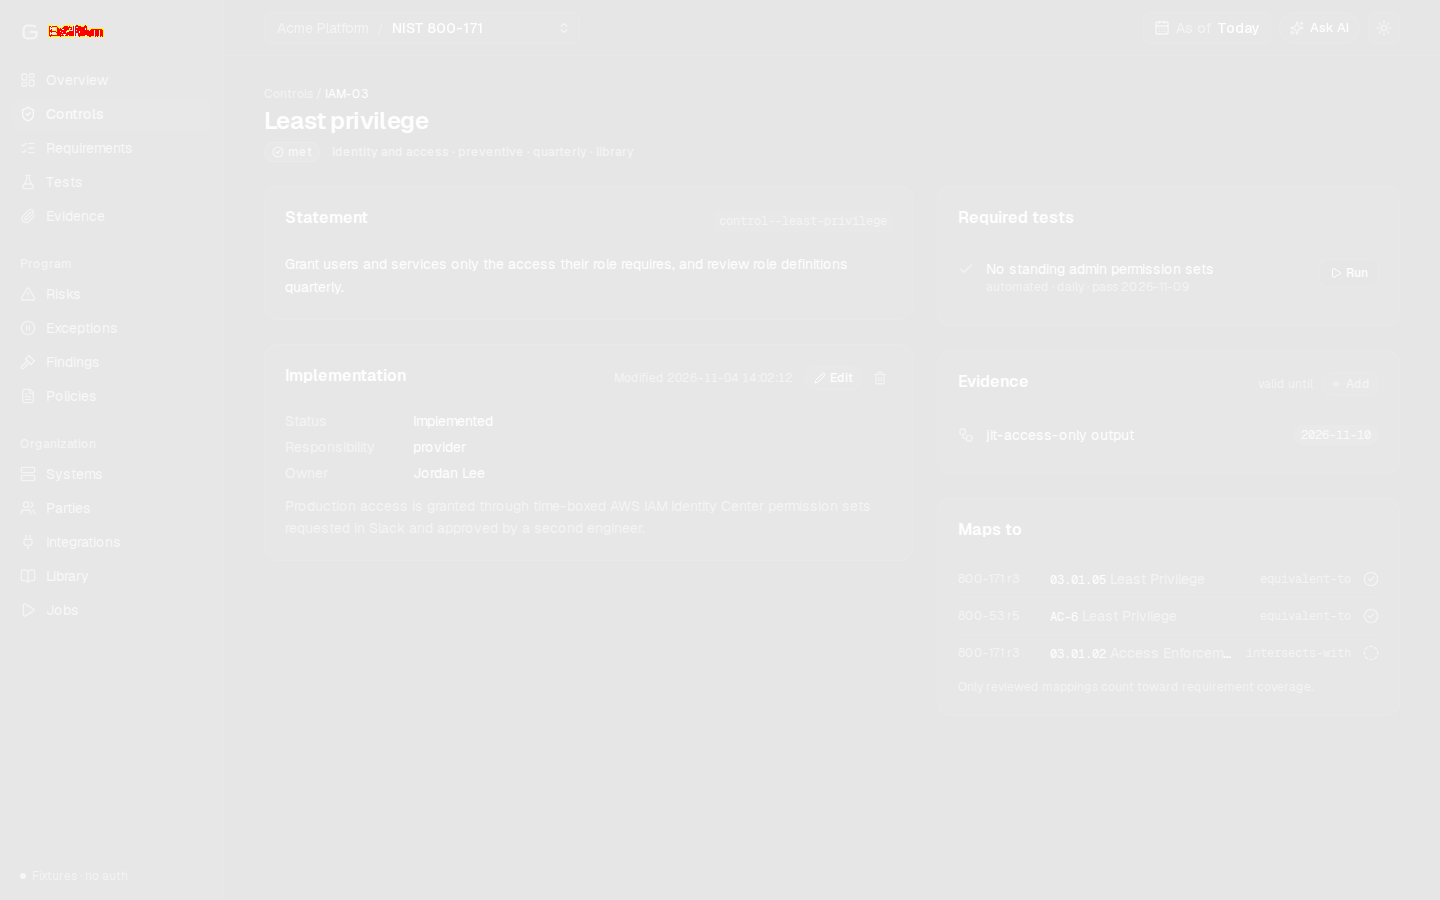 G
Overview
Controls
Requirements
Tests
Evidence
Program
Risks
Exceptions
Findings
Policies
Organization
Systems
Parties
Integrations
Library
Jobs
Fixtures · no auth
Acme Platform / NIST 800-171
As of Today
Ask AI
Controls / IAM-03
Least privilege
met Identity and access · preventive · quarterly · library
Statement
control--least-privilege
Grant users and services only the access their role requires, and review role definitions
quarterly.
Implementation
Modified 2026-11-04 14:02:12
Edit
Status Implemented
Responsibility provider
Owner Jordan Lee
Production access is granted through time-boxed AWS IAM Identity Center permission sets
requested in Slack and approved by a second engineer.
Required tests
No standing admin permission sets
automated · daily · pass 2026-11-09
Run
Evidence
valid until
Add
jit-access-only output 2026-11-10
Maps to
800-171 r3 03.01.05 Least Privilege equivalent-to
800-53 r5 AC-6 Least Privilege equivalent-to
800-171 r3 03.01.02 Access Enforcem… intersects-with
Only reviewed mappings count toward requirement coverage.